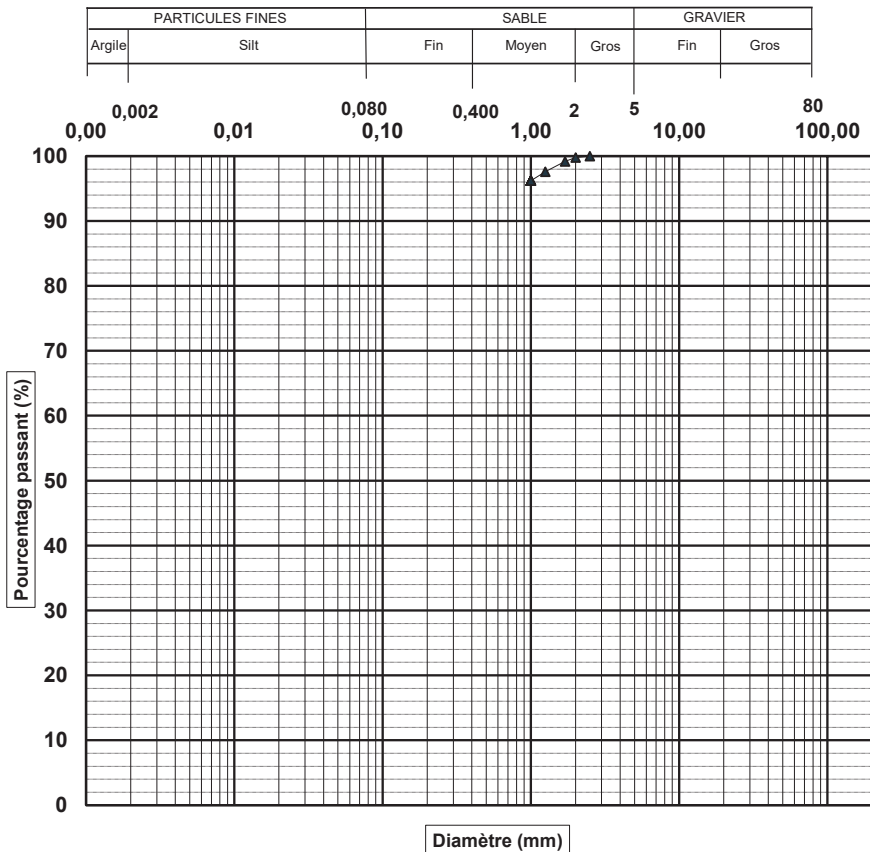 PARTICULES FINES SABLE GRAVIER
Argile Silt Fin Moyen Gros Fin Gros
0,002 0,080 0,400 2 5 80
0,00 0,01 0,10 1,00 10,00 100,00
100
90
80
70
60
50
40
30
20
10
0
Pourcentage passant (%)
Diamètre (mm)